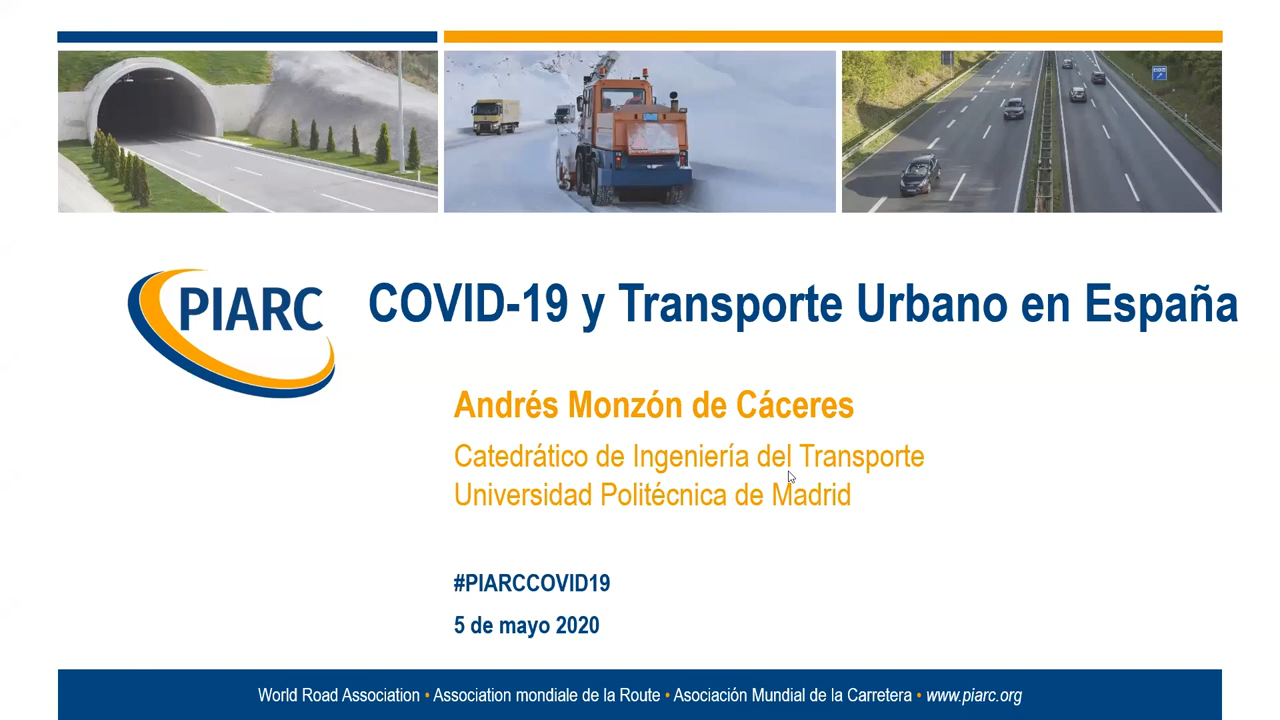 PIARC
COVID-19 y Transporte Urbano en España
Andrés Monzón de Cáceres
Catedrático de Ingeniería del Transporte
Universidad Politécnica de Madrid
#PIARCCOVID19
5 de mayo 2020
World Road Association • Association mondiale de la Route • Asociación Mundial de la Carretera • www.piarc.org